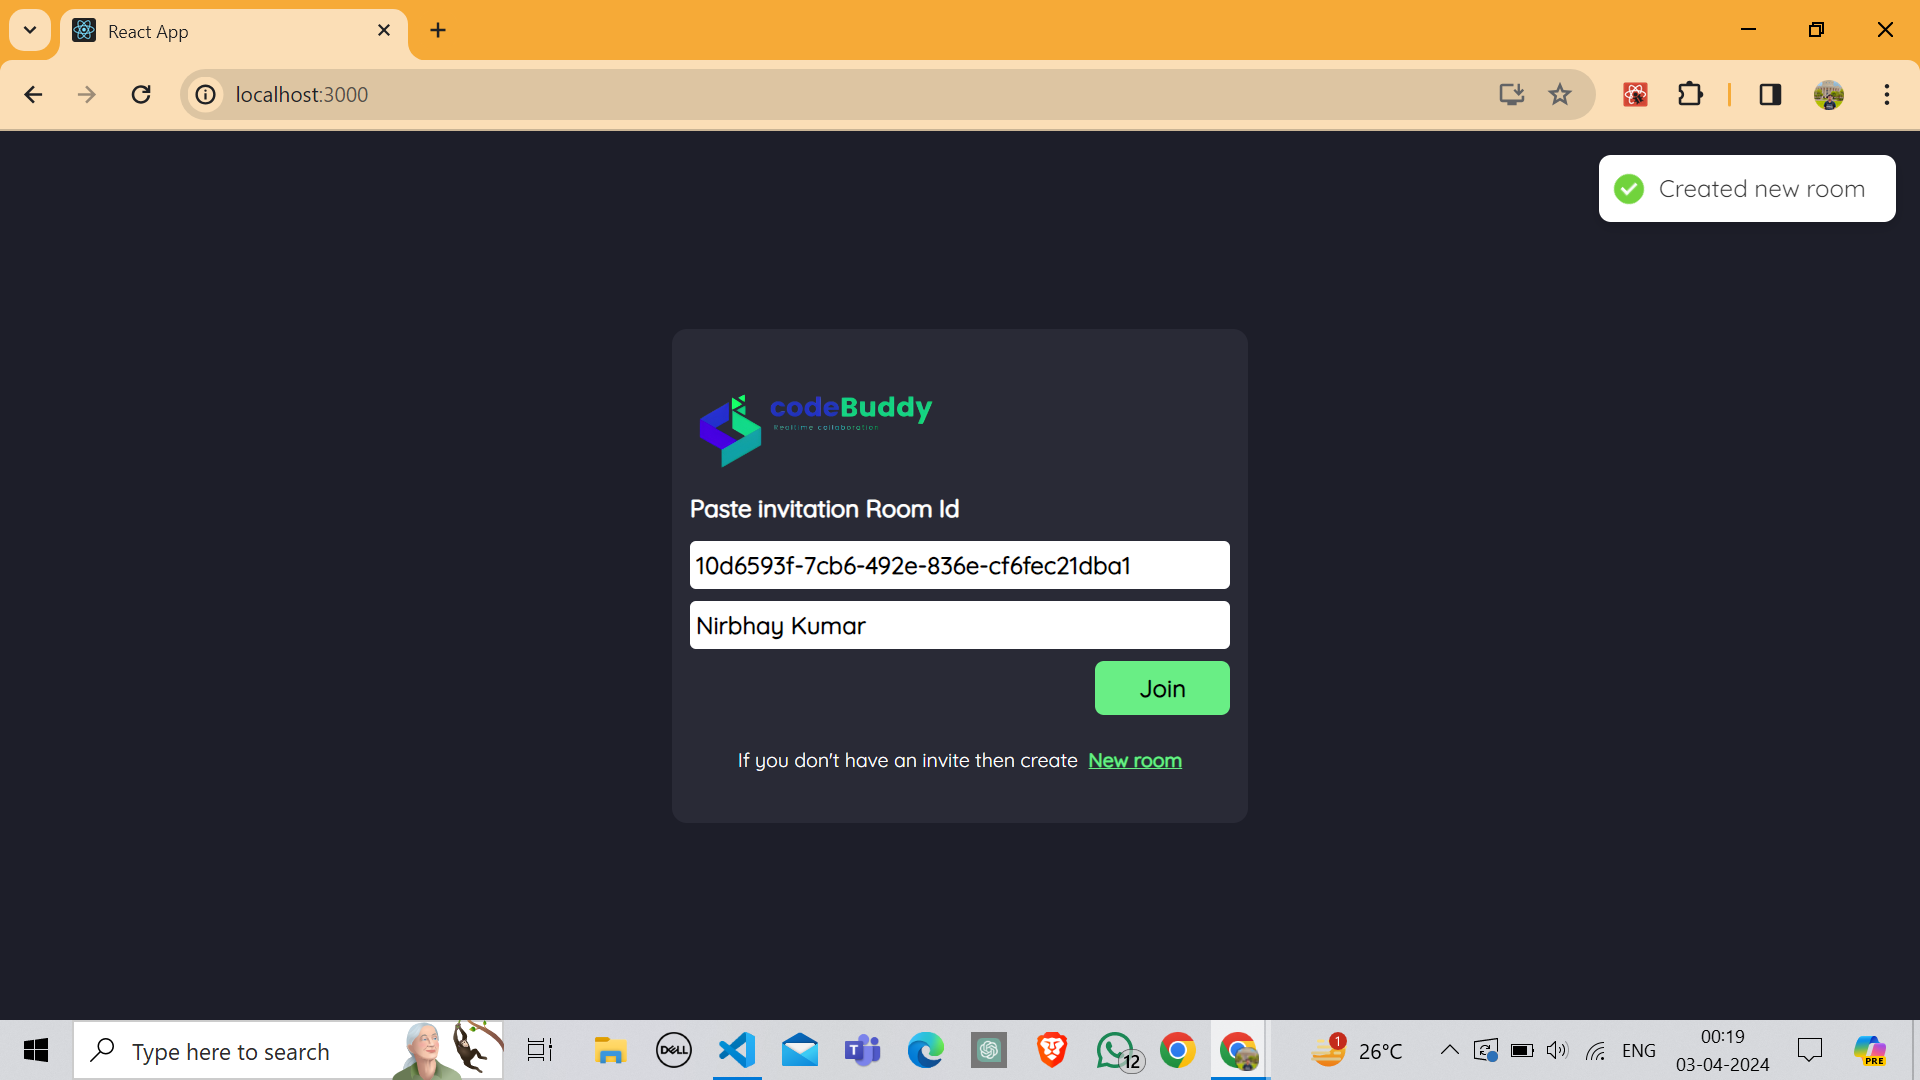 React App
localhost:3000
Created new room
codeBuddy
Realtime collaboration
Paste invitation Room Id
10d6593f-7cb6-492e-836e-cf6fec21dba1
Nirbhay Kumar
Join
If you don't have an invite then create New room
Type here to search
DELL
T
12
1
26°C
ENG
00:19
03-04-2024
PRE